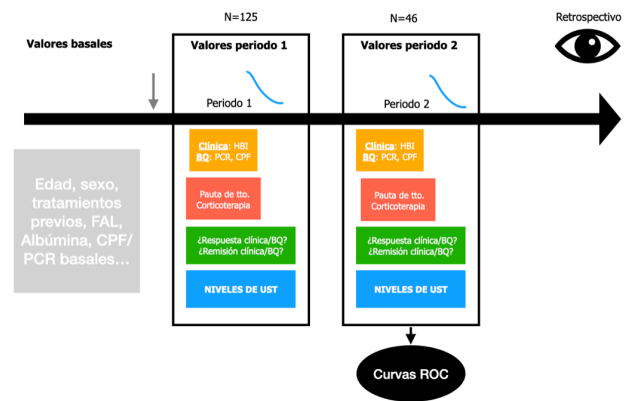 N=125
N=46
Retrospectivo
Valores basales
Valores periodo 1
Valores periodo 2
Periodo 1
Periodo 2
Clínica: HBI
BQ: PCR, CPF
Clínica: HBI
BQ: PCR, CPF
Edad, sexo,
tratamientos
previos, FAL,
Albúmina, CPF/
PCR basales...
Pauta de tto.
Corticoterapia
Pauta de tto.
Corticoterapia
¿Respuesta clínica/BQ?
¿Remisión clínica/BQ?
¿Respuesta clínica/BQ?
¿Remisión clínica/BQ?
NIVELES DE UST
NIVELES DE UST
Curvas ROC